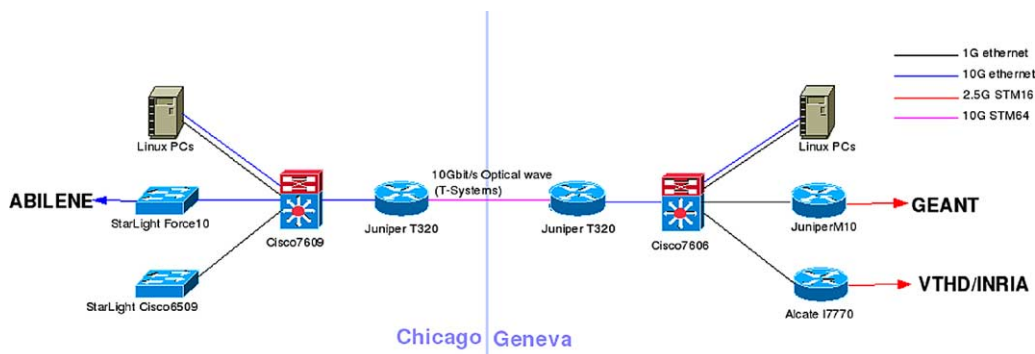 1G ethernet
10G ethernet
2.5G STM16
10G STM64
Linux PCs
Linux PCs
10Gbit/s Optical wave
(T-Systems)
ABILENE
StarLight Force10
Cisco7609
Juniper T320
Juniper T320
Cisco7606
JuniperM10
GEANT
StarLight Cisco6509
Alcate l7770
VTHD/INRIA
Chicago
Geneva